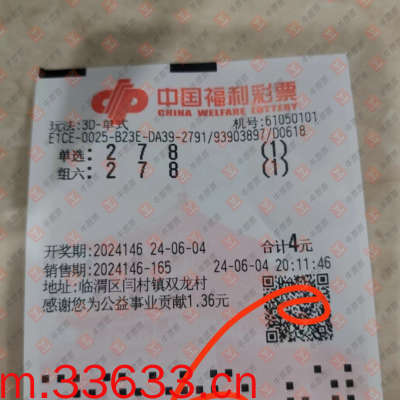 中国福利彩票
CHINA WELFARE LOTTERY
玩法:3D-单式 机号:61050101
E1CE-0025-BZ3E-DA39-2791/93903897/D0618
单选: 2 7 8 (1)
组六: 2 7 8 (1)
开奖期:2024146 24-06-04 合计4元
销售期:2024146-165 24-06-04 20:11:46
地址:临渭区闫村镇双龙村
感谢您为公益事业贡献1.36元
m.33633.cn